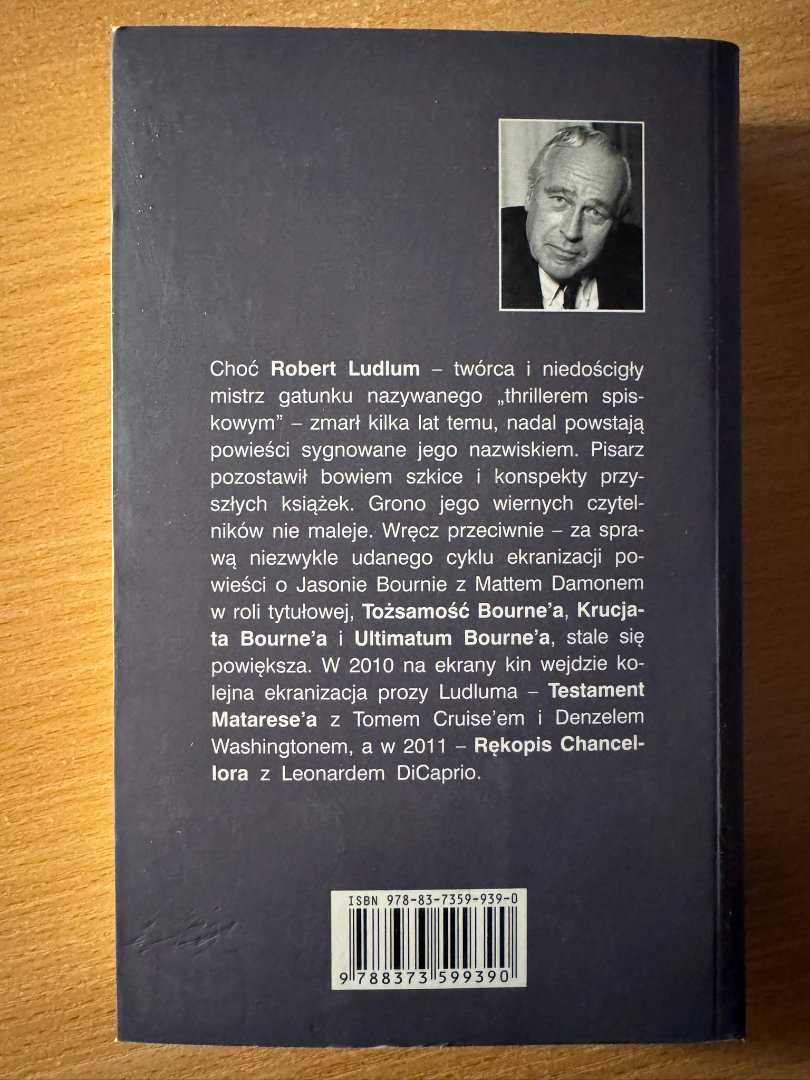 Choć Robert Ludlum – twórca i niedościgły
mistrz gatunku nazywanego „thrillerem spis-
kowym” – zmarł kilka lat temu, nadal powstają
powieści sygnowane jego nazwiskiem. Pisarz
pozostawił bowiem szkice i konspekty przy-
szłych książek. Grono jego wiernych czytel-
ników nie maleje. Wręcz przeciwnie – za spra-
wą niezwykle udanego cyklu ekranizacji po-
wieści o Jasonie Bournie z Mattem Damonem
w roli tytułowej, Tożsamość Bourne’a, Krucja-
ta Bourne’a i Ultimatum Bourne’a, stale się
powiększa. W 2010 na ekrany kin wejdzie ko-
lejna ekranizacja prozy Ludluma – Testament
Matarese’a z Tomem Cruise’em i Denzelem
Washingtonem, a w 2011 – Rękopis Chancel-
lora z Leonardem DiCaprio.
ISBN 978-83-7359-939-0
9 788373 599390